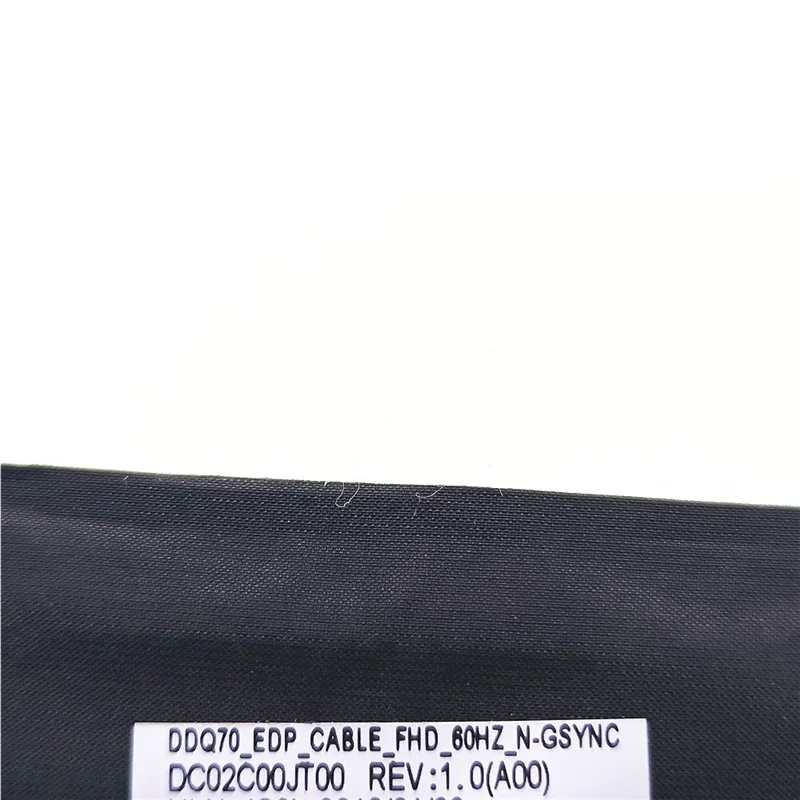 DDQ70_EDP_CABLE_FHD_60HZ_N-GSYNC
DC02C00JT00 REV:1.0(A00)